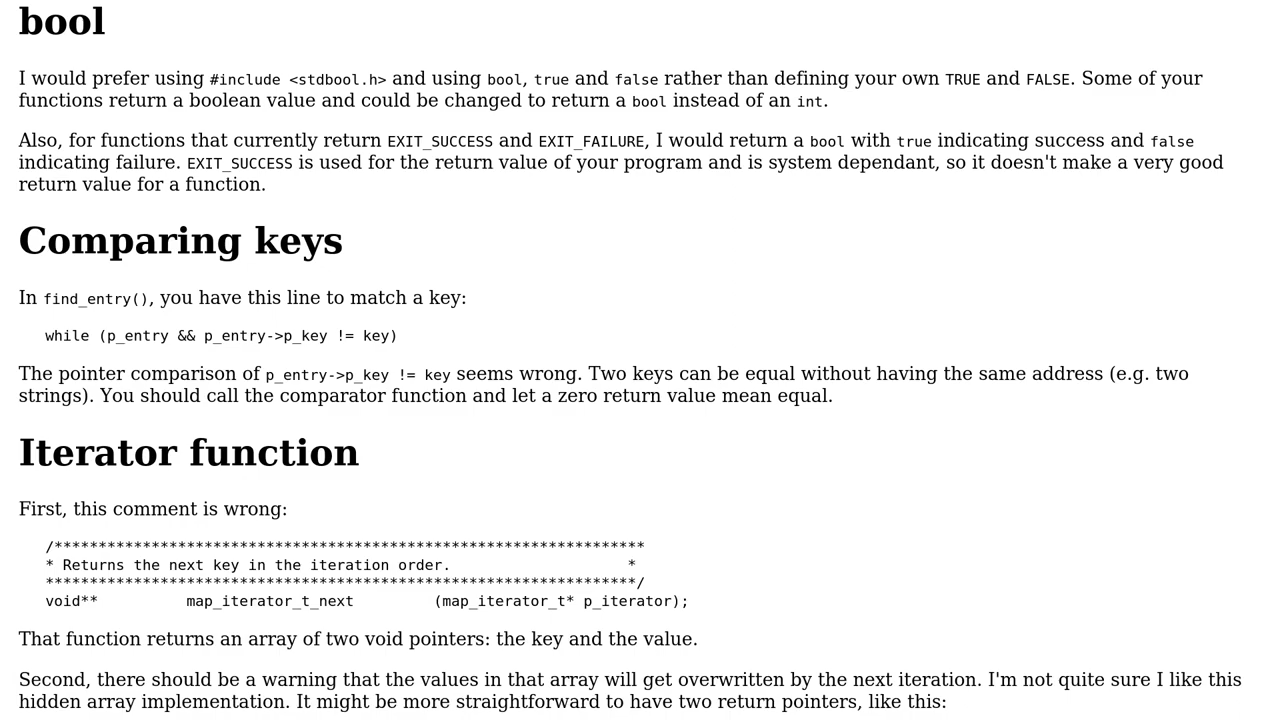 bool
I would prefer using #include <stdbool.h> and using bool, true and false rather than defining your own TRUE and FALSE. Some of your
functions return a boolean value and could be changed to return a bool instead of an int.
Also, for functions that currently return EXIT_SUCCESS and EXIT_FAILURE, I would return a bool with true indicating success and false
indicating failure. EXIT_SUCCESS is used for the return value of your program and is system dependant, so it doesn't make a very good
return value for a function.
Comparing keys
In find_entry(), you have this line to match a key:
while (p_entry && p_entry->p_key != key)
The pointer comparison of p_entry->p_key != key seems wrong. Two keys can be equal without having the same address (e.g. two
strings). You should call the comparator function and let a zero return value mean equal.
Iterator function
First, this comment is wrong:
/*******************************************************************
* Returns the next key in the iteration order.                    *
*******************************************************************/
void**          map_iterator_t_next         (map_iterator_t* p_iterator);
That function returns an array of two void pointers: the key and the value.
Second, there should be a warning that the values in that array will get overwritten by the next iteration. I'm not quite sure I like this
hidden array implementation. It might be more straightforward to have two return pointers, like this: